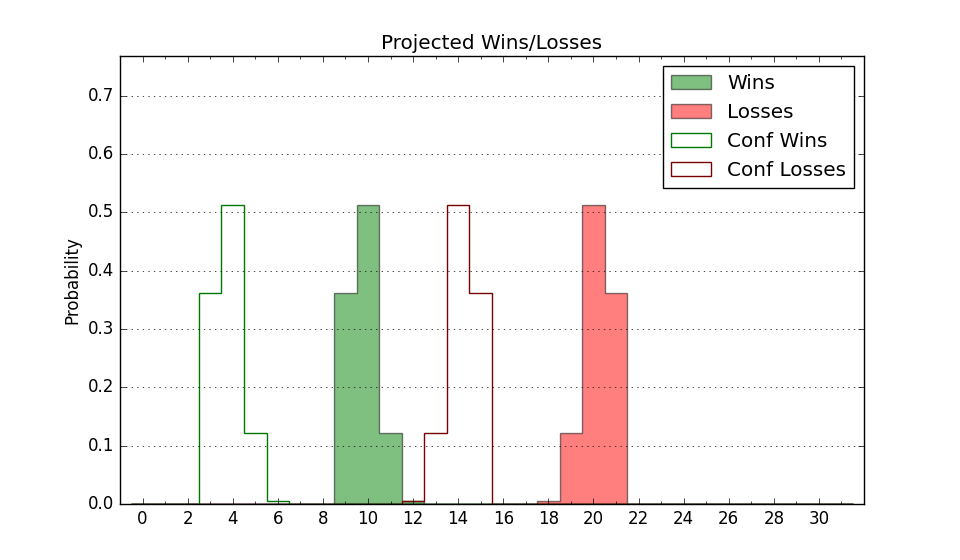 Projected Wins/Losses
Wins
Losses
Conf Wins
Conf Losses
Probability
0.7
0.6
0.5
0.4
0.3
0.2
0.1
0.0
0 2 4 6 8 10 12 14 16 18 20 22 24 26 28 30